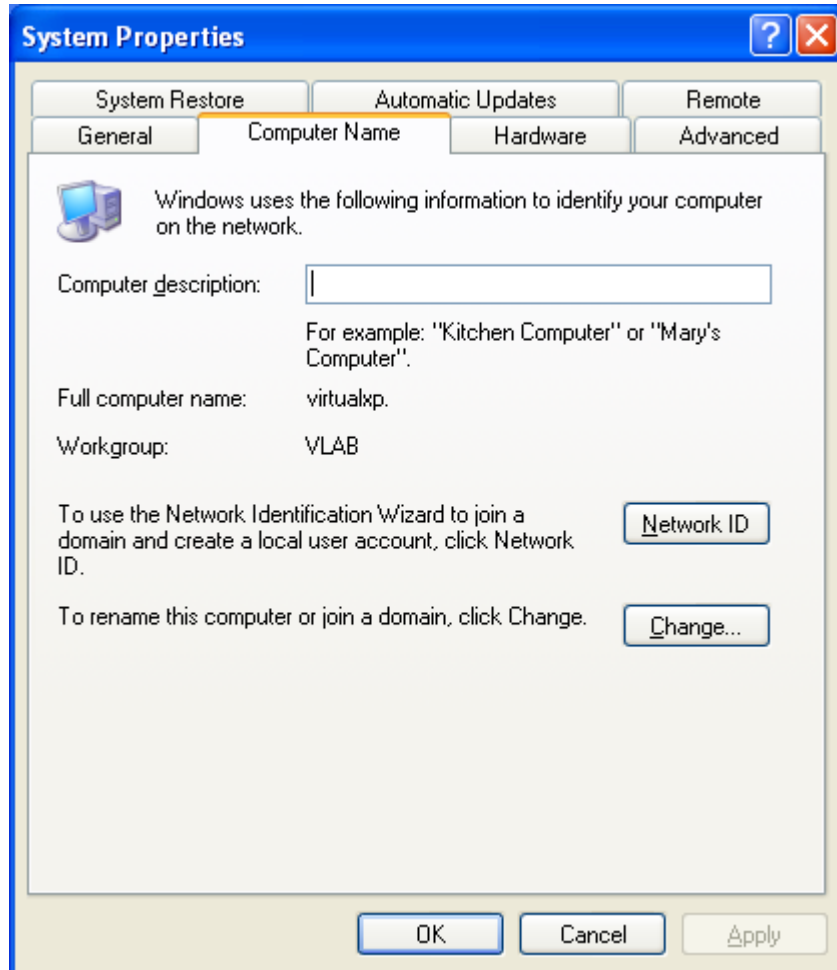 System Properties
System Restore Automatic Updates Remote
General Computer Name Hardware Advanced
Windows uses the following information to identify your computer
on the network.
Computer description:
For example: "Kitchen Computer" or "Mary's
Computer".
Full computer name: virtualxp.
Workgroup: VLAB
To use the Network Identification Wizard to join a
domain and create a local user account, click Network
ID.
Network ID
To rename this computer or join a domain, click Change.
Change...
OK Cancel Apply